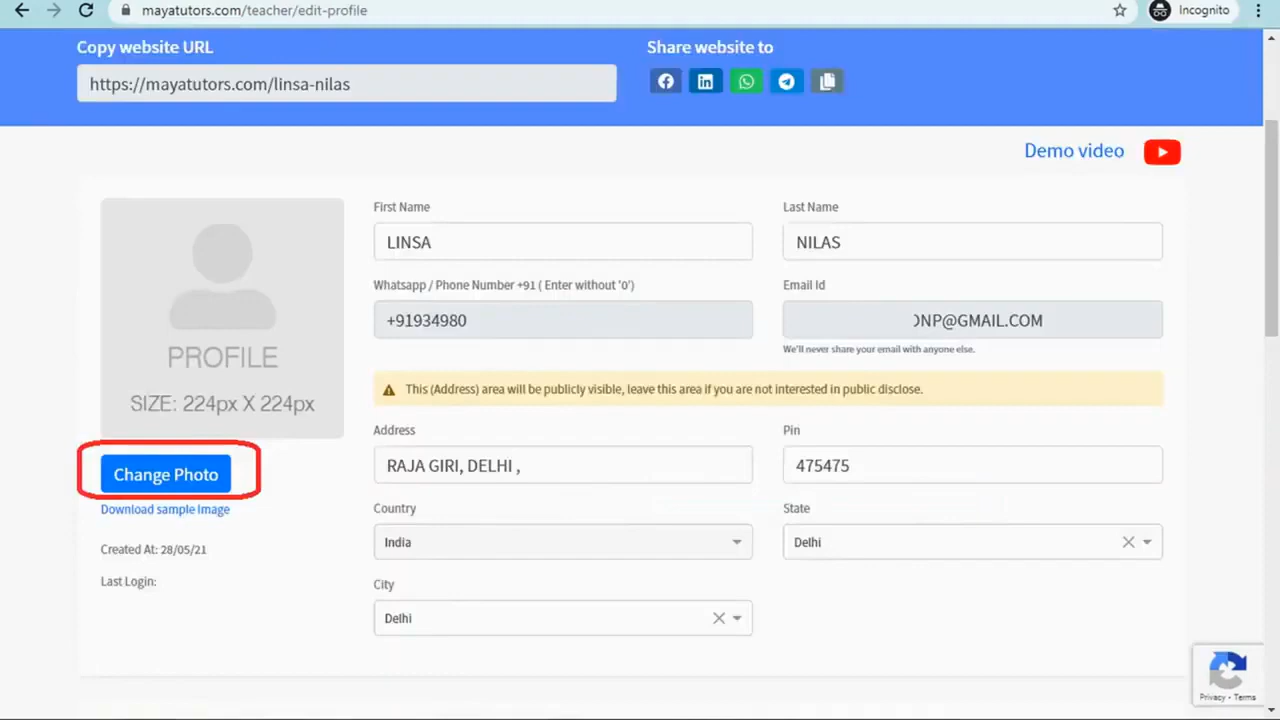 mayatutors.com/teacher/edit-profile
Incognito
Copy website URL
Share website to
https://mayatutors.com/linsa-nilas
Demo video
PROFILE
SIZE: 224px X 224px
Change Photo
Download sample Image
Created At: 28/05/21
Last Login:
First Name
Last Name
LINSA
NILAS
Whatsapp / Phone Number +91 ( Enter without '0')
Email Id
+91934980
NP@GMAIL.COM
We'll never share your email with anyone else.
This (Address) area will be publicly visible, leave this area if you are not interested in public disclose.
Address
Pin
RAJA GIRI, DELHI ,
475475
Country
State
India
Delhi
City
Delhi
Privacy - Terms